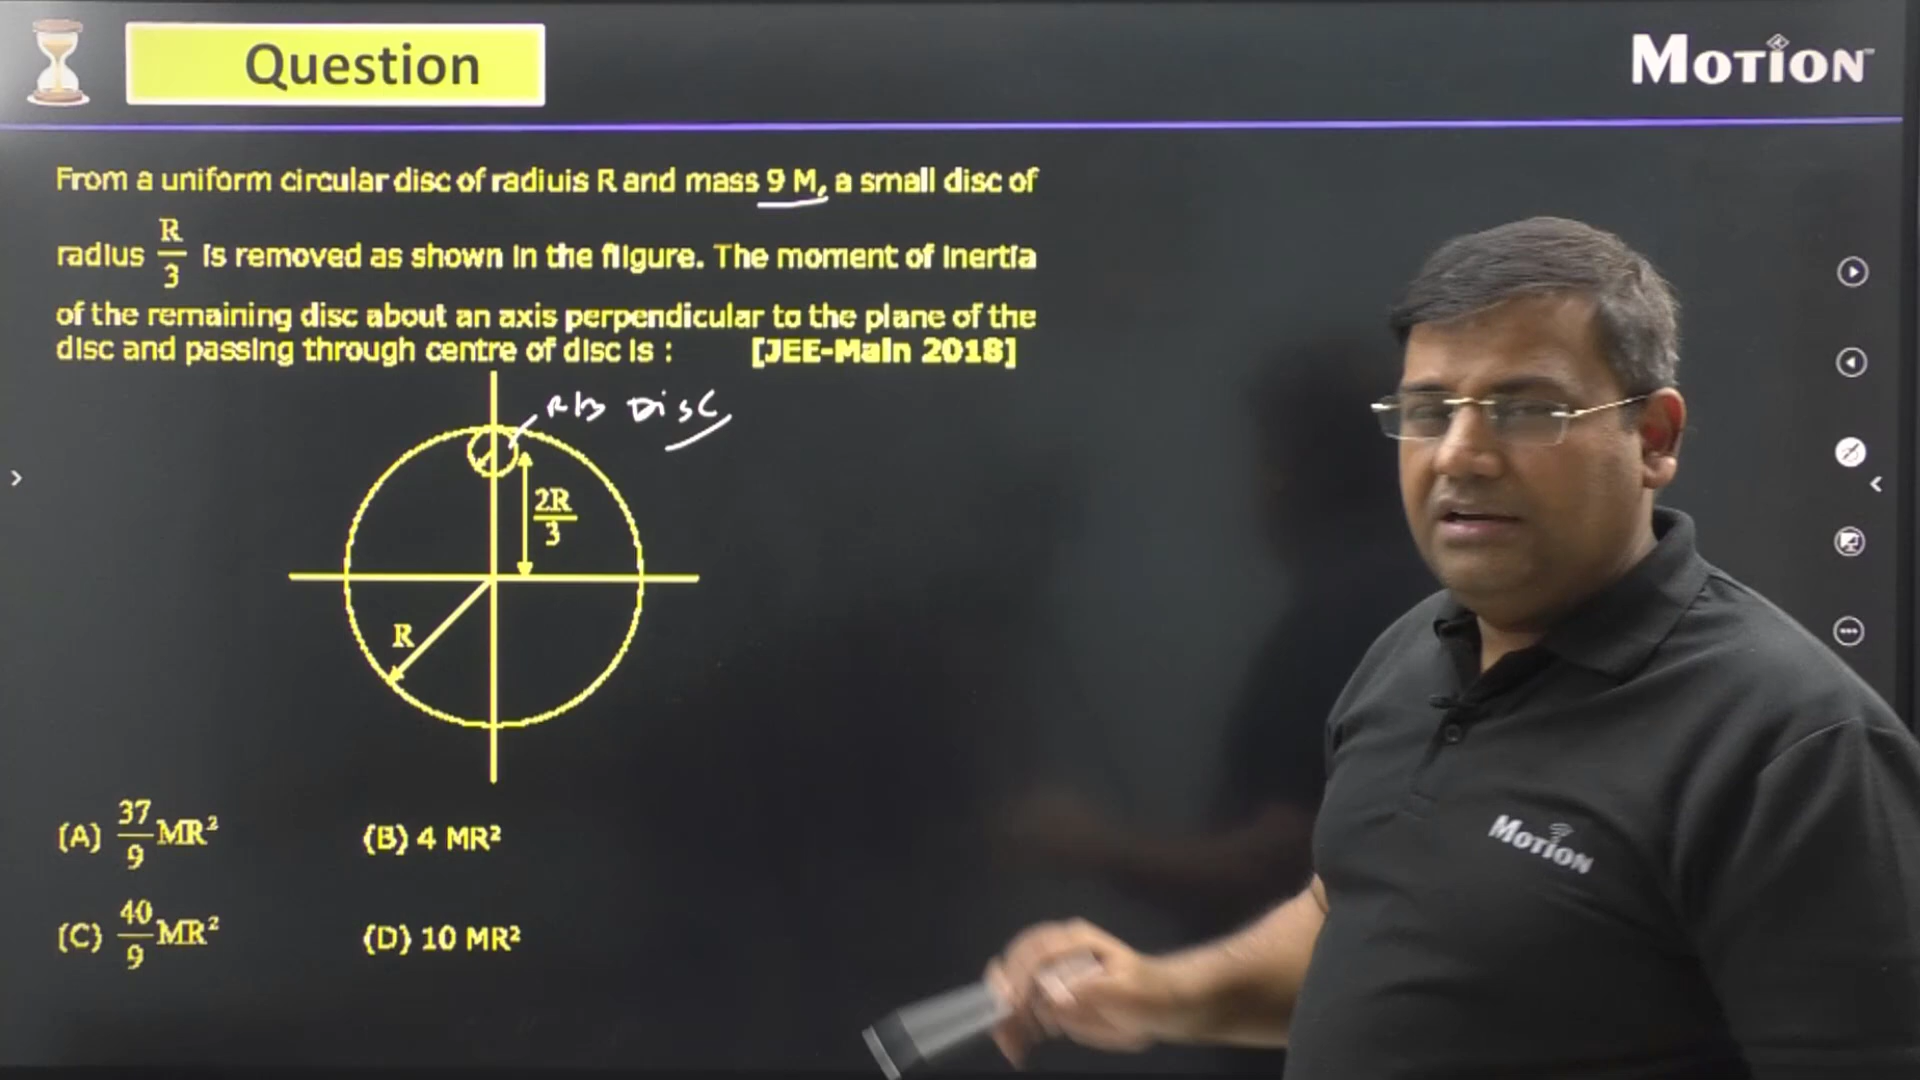 Question
MOTION
From a uniform circular disc of radiuis R and mass 9 M, a small disc of
radius R/3 is removed as shown in the fiigure. The moment of inertia
of the remaining disc about an axis perpendicular to the plane of the
disc and passing through centre of disc is : [JEE-Main 2018]
R/3 Disc
2R/3
R
(A) 37/9 MR² (B) 4 MR²
(C) 40/9 MR² (D) 10 MR²
MOTION